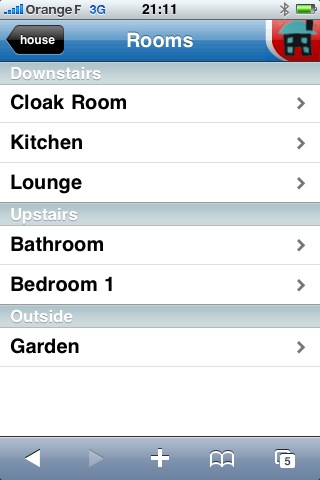 Orange F 3G 21:11
house Rooms
Downstairs
Cloak Room
Kitchen
Lounge
Upstairs
Bathroom
Bedroom 1
Outside
Garden
5